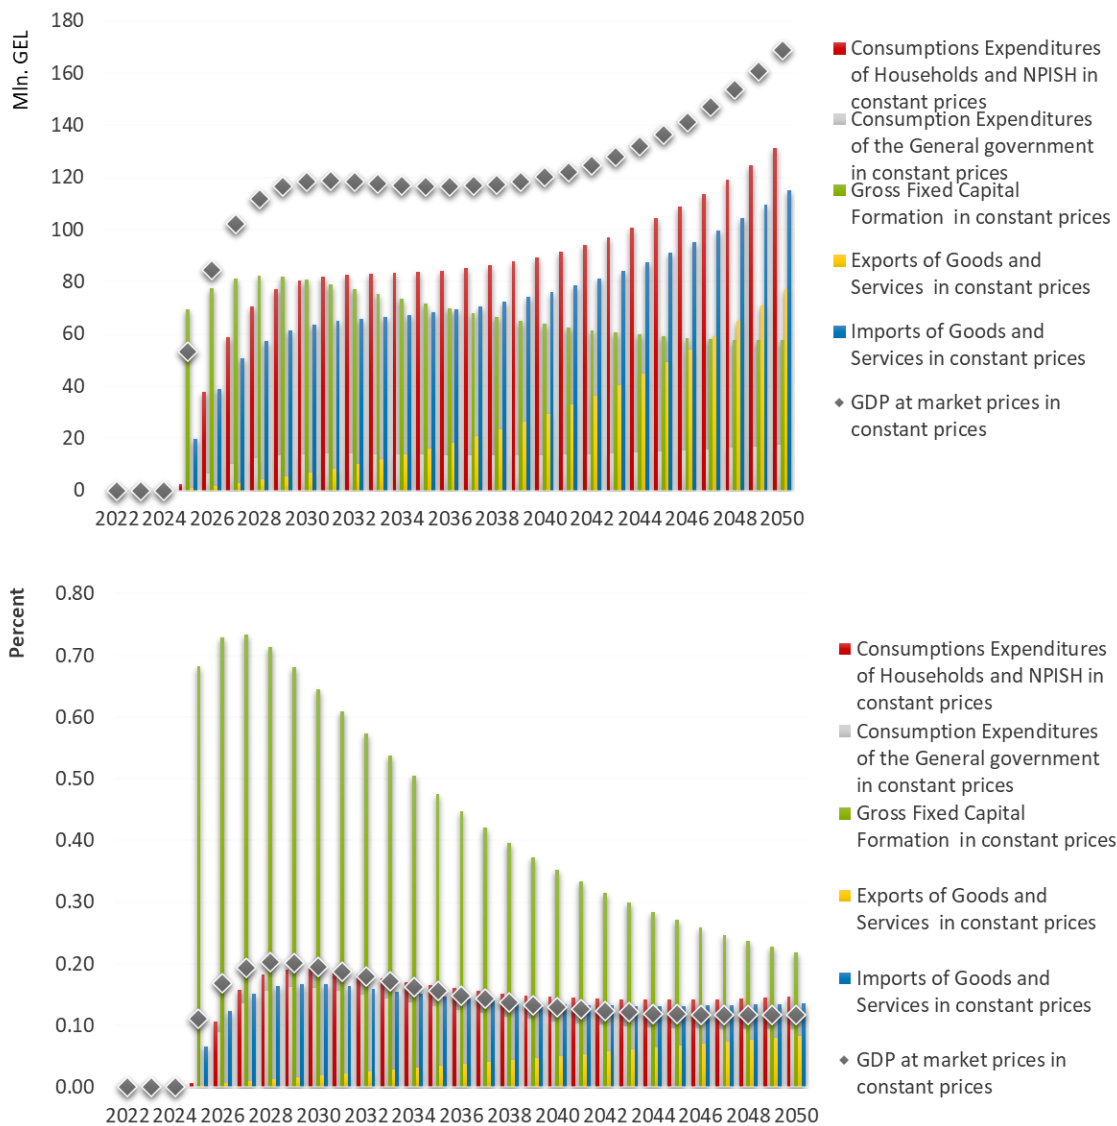 Mln. GEL
180
160
140
120
100
80
60
40
20
0
2022 2024 2026 2028 2030 2032 2034 2036 2038 2040 2042 2044 2046 2048 2050
Consumptions Expenditures
of Households and NPISH in
constant prices
Consumption Expenditures
of the General government
in constant prices
Gross Fixed Capital
Formation in constant prices
Exports of Goods and
Services in constant prices
Imports of Goods and
Services in constant prices
GDP at market prices in
constant prices
Percent
0.80
0.70
0.60
0.50
0.40
0.30
0.20
0.10
0.00
2022 2024 2026 2028 2030 2032 2034 2036 2038 2040 2042 2044 2046 2048 2050
Consumptions Expenditures
of Households and NPISH in
constant prices
Consumption Expenditures
of the General government
in constant prices
Gross Fixed Capital
Formation in constant prices
Exports of Goods and
Services in constant prices
Imports of Goods and
Services in constant prices
GDP at market prices in
constant prices